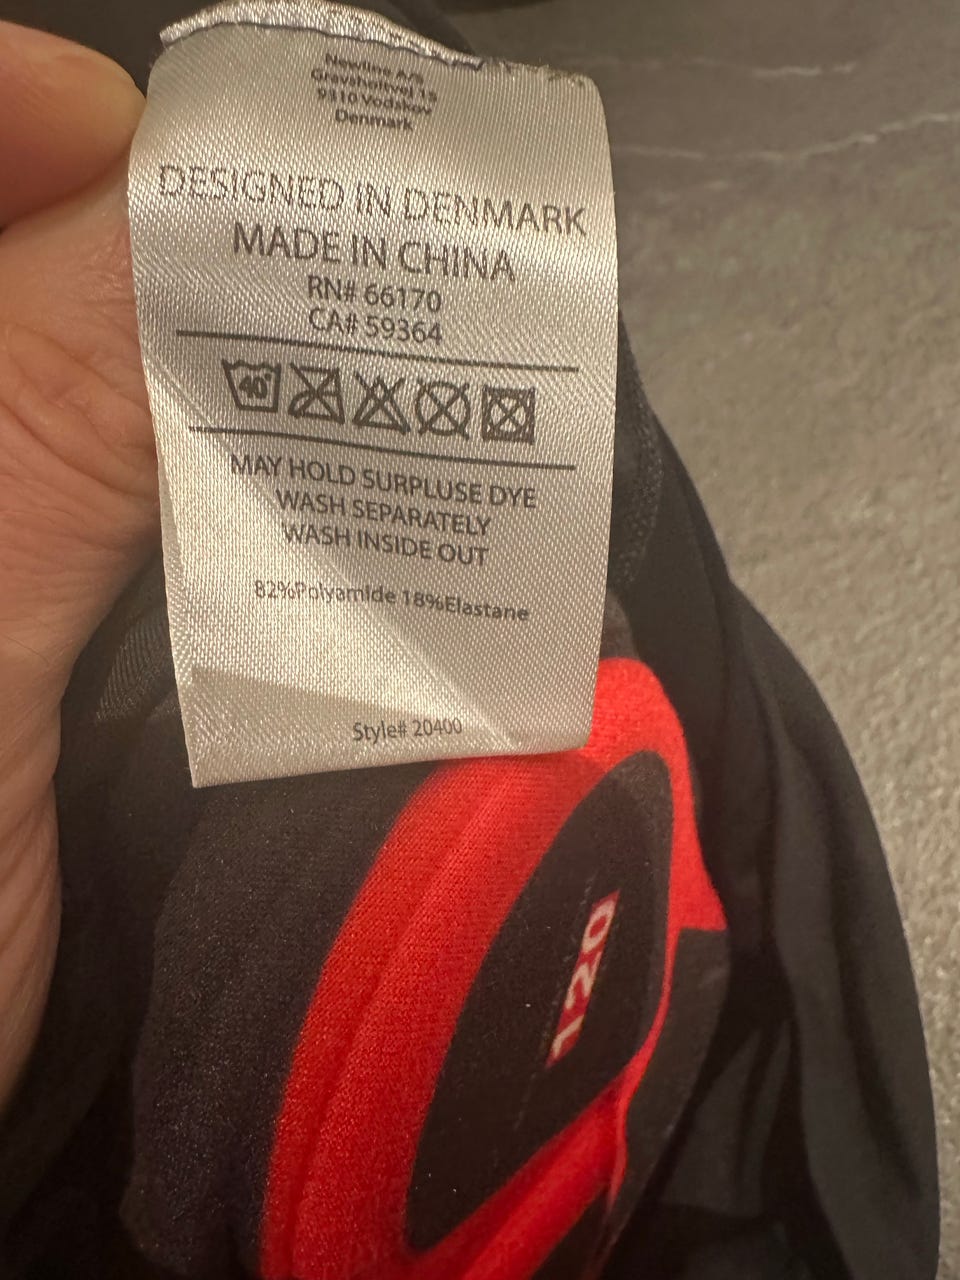 Newline A/S
Gravsholtvej 18
9310 Vodskov
Denmark
DESIGNED IN DENMARK
MADE IN CHINA
RN# 66170
CA# 59364
40°
MAY HOLD SURPLUSE DYE
WASH SEPARATELY
WASH INSIDE OUT
82%Polyamide 18%Elastane
Style# 20400
120